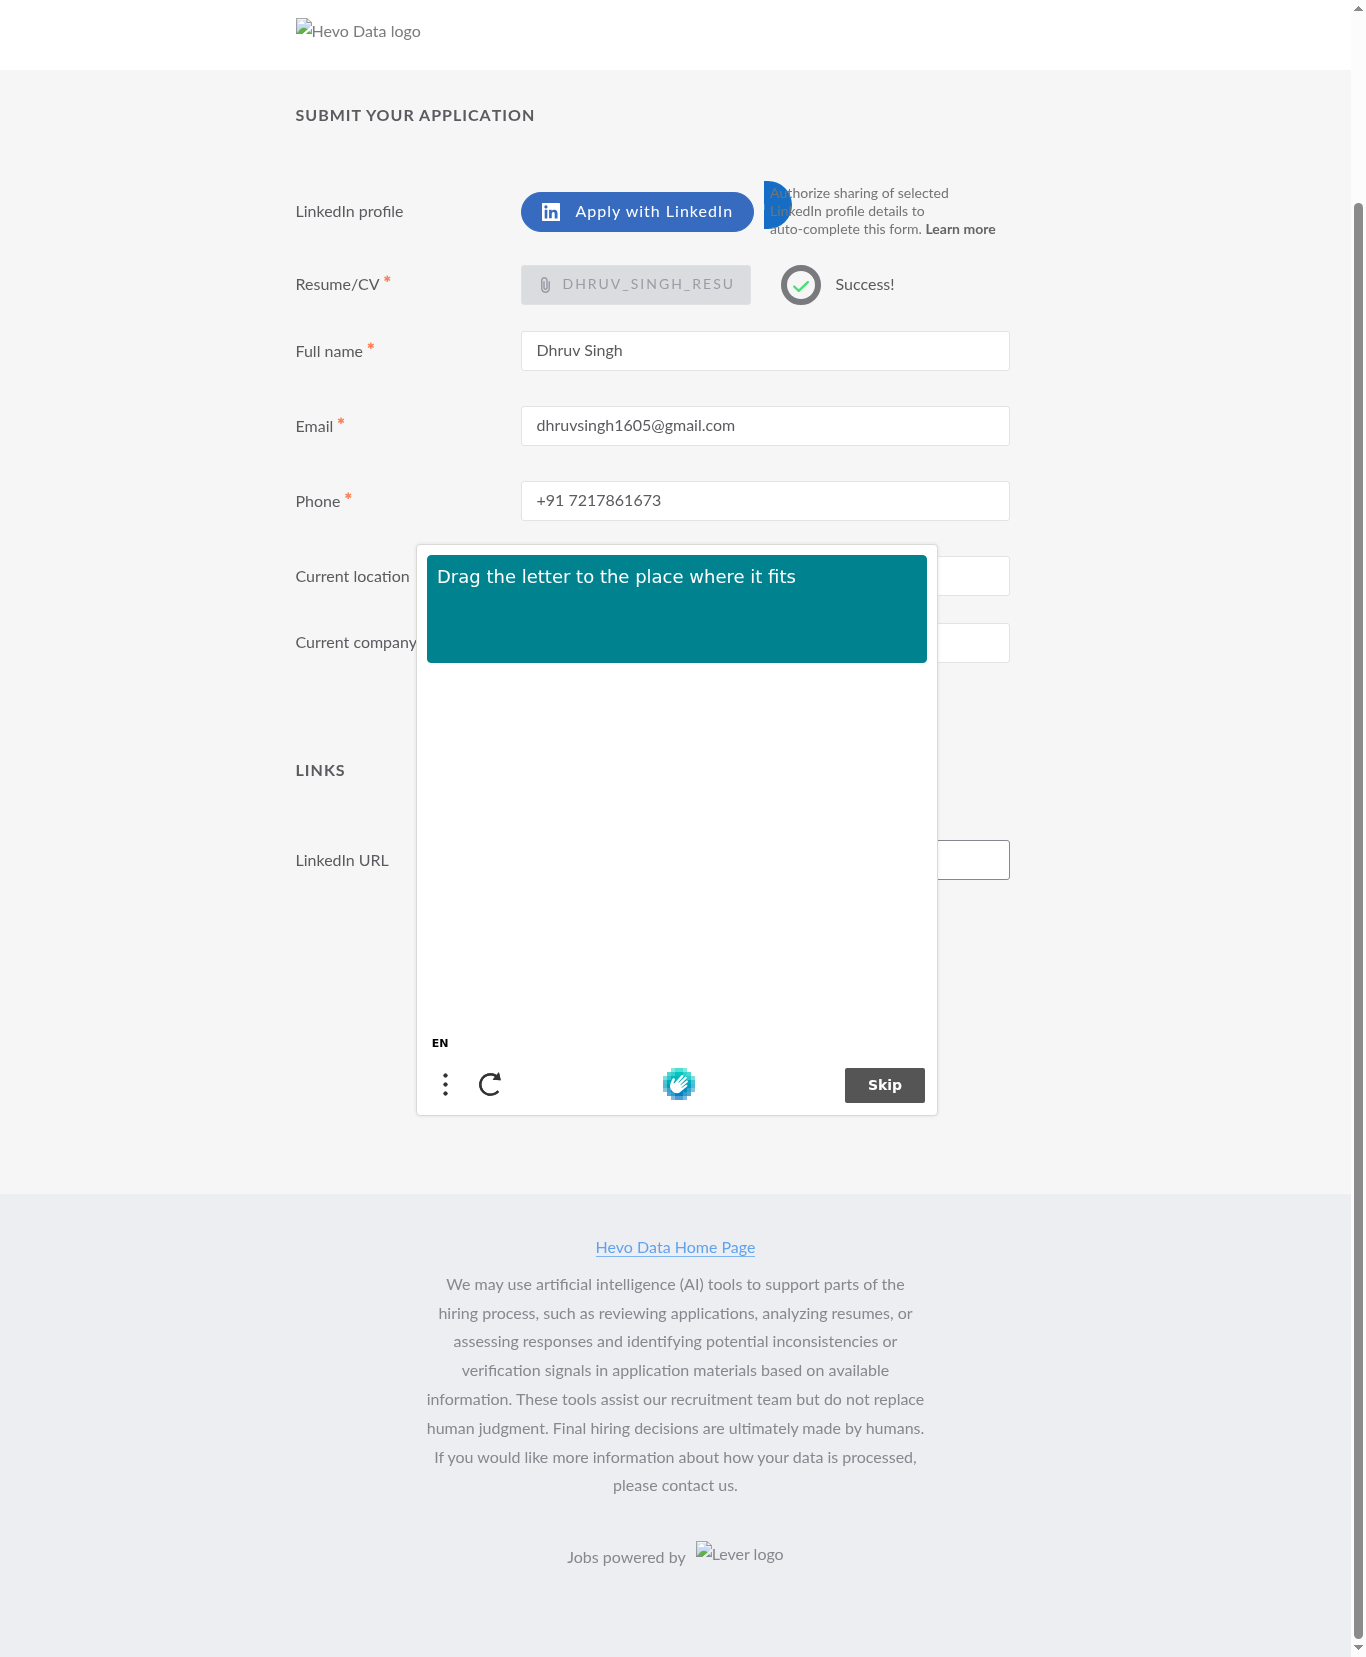 Hevo Data logo
SUBMIT YOUR APPLICATION
LinkedIn profile
Apply with LinkedIn
Authorize sharing of selected
LinkedIn profile details to
auto-complete this form. Learn more
Resume/CV *
DHRUV_SINGH_RESU
Success!
Full name *
Dhruv Singh
Email *
dhruvsingh1605@gmail.com
Phone *
+91 7217861673
Current location
Drag the letter to the place where it fits
Current company
LINKS
LinkedIn URL
EN
Skip
Hevo Data Home Page
We may use artificial intelligence (AI) tools to support parts of the
hiring process, such as reviewing applications, analyzing resumes, or
assessing responses and identifying potential inconsistencies or
verification signals in application materials based on available
information. These tools assist our recruitment team but do not replace
human judgment. Final hiring decisions are ultimately made by humans.
If you would like more information about how your data is processed,
please contact us.
Jobs powered by Lever logo